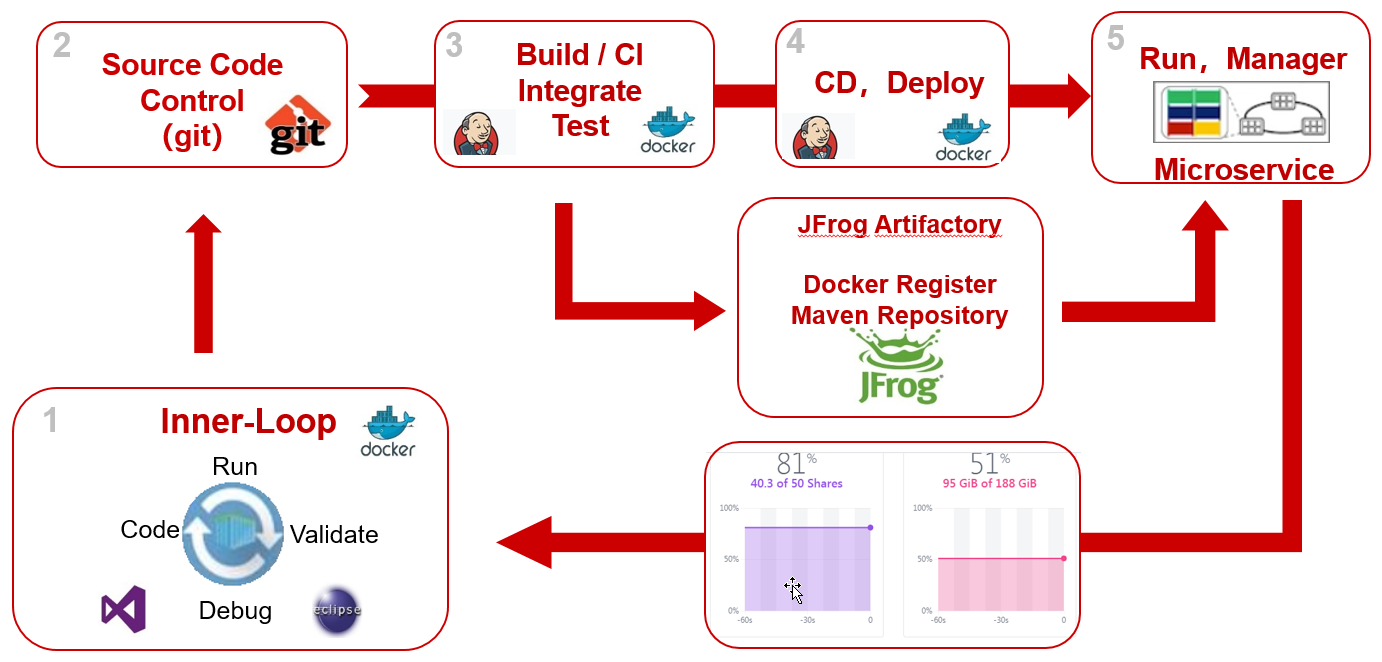 2
Source Code
Control
（git）
git
3
Build / CI
Integrate
Test
docker
4
CD，Deploy
docker
5
Run，Manager
Microservice
JFrog Artifactory
Docker Register
Maven Repository
JFrog
1
Inner-Loop
docker
Run
Code
Validate
Debug
eclipse
81%
40.3 of 50 Shares
100%
50%
0%
-60s
-30s
0
51%
95 GiB of 188 GiB
100%
50%
0%
-60s
-30s
0